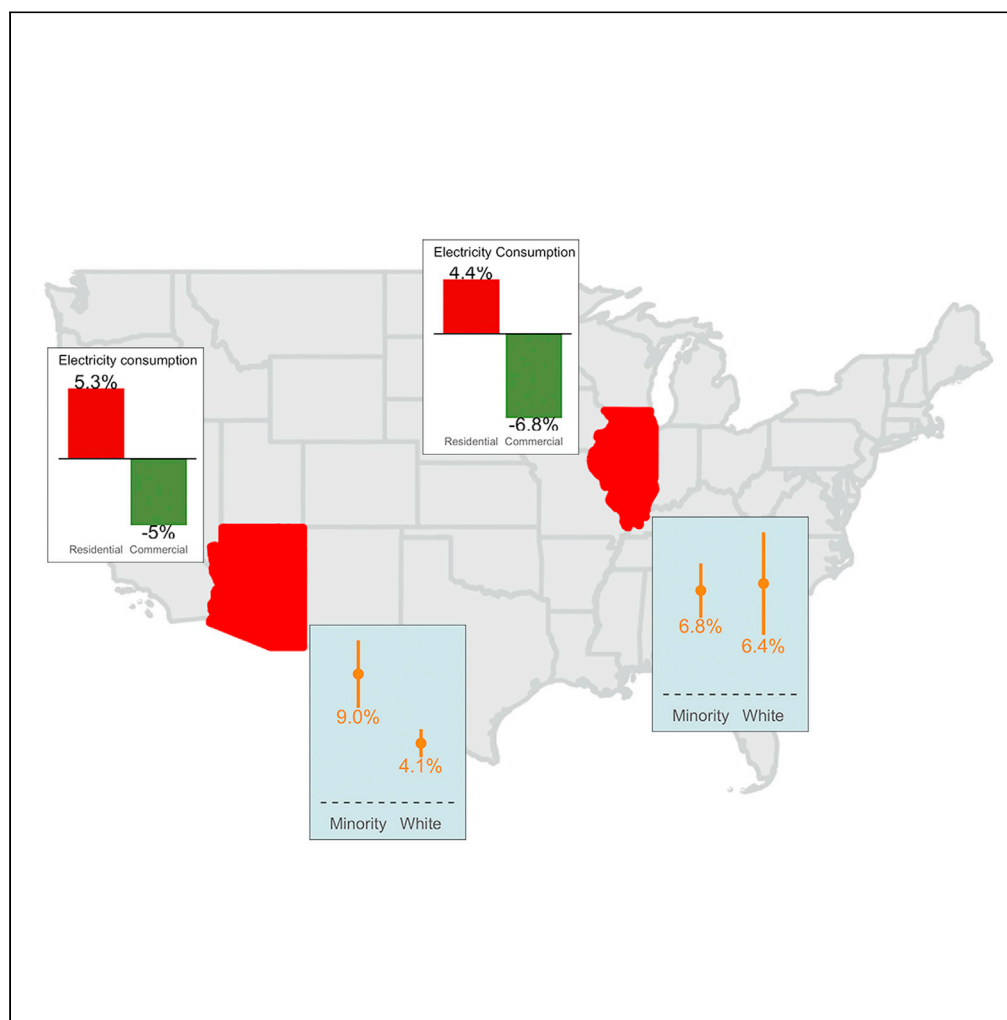 Electricity Consumption
4.4%
-6.8%
Residential Commercial
Electricity consumption
5.3%
-5%
Residential Commercial
6.8%
6.4%
Minority White
9.0%
4.1%
Minority White